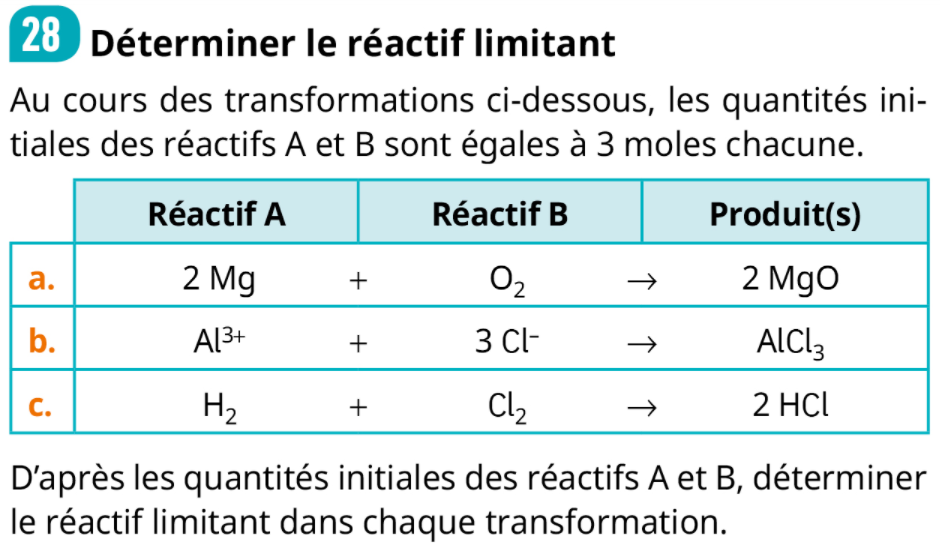 28 Déterminer le réactif limitant
Au cours des transformations ci-dessous, les quantités ini-
tiales des réactifs A et B sont égales à 3 moles chacune.
Réactif A Réactif B Produit(s)
a. 2 Mg + O₂ → 2 MgO
b. Al³⁺ + 3 Cl⁻ → AlCl₃
c. H₂ + Cl₂ → 2 HCl
D’après les quantités initiales des réactifs A et B, déterminer
le réactif limitant dans chaque transformation.